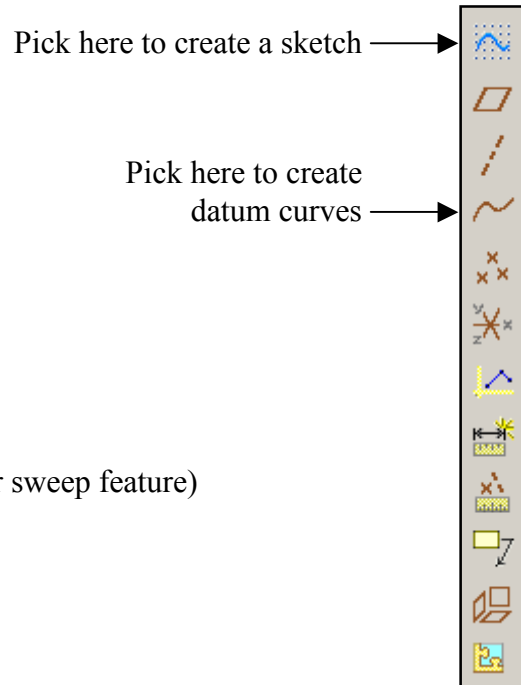 Pick here to create a sketch
Pick here to create
datum curves
y
x
z
r sweep feature)